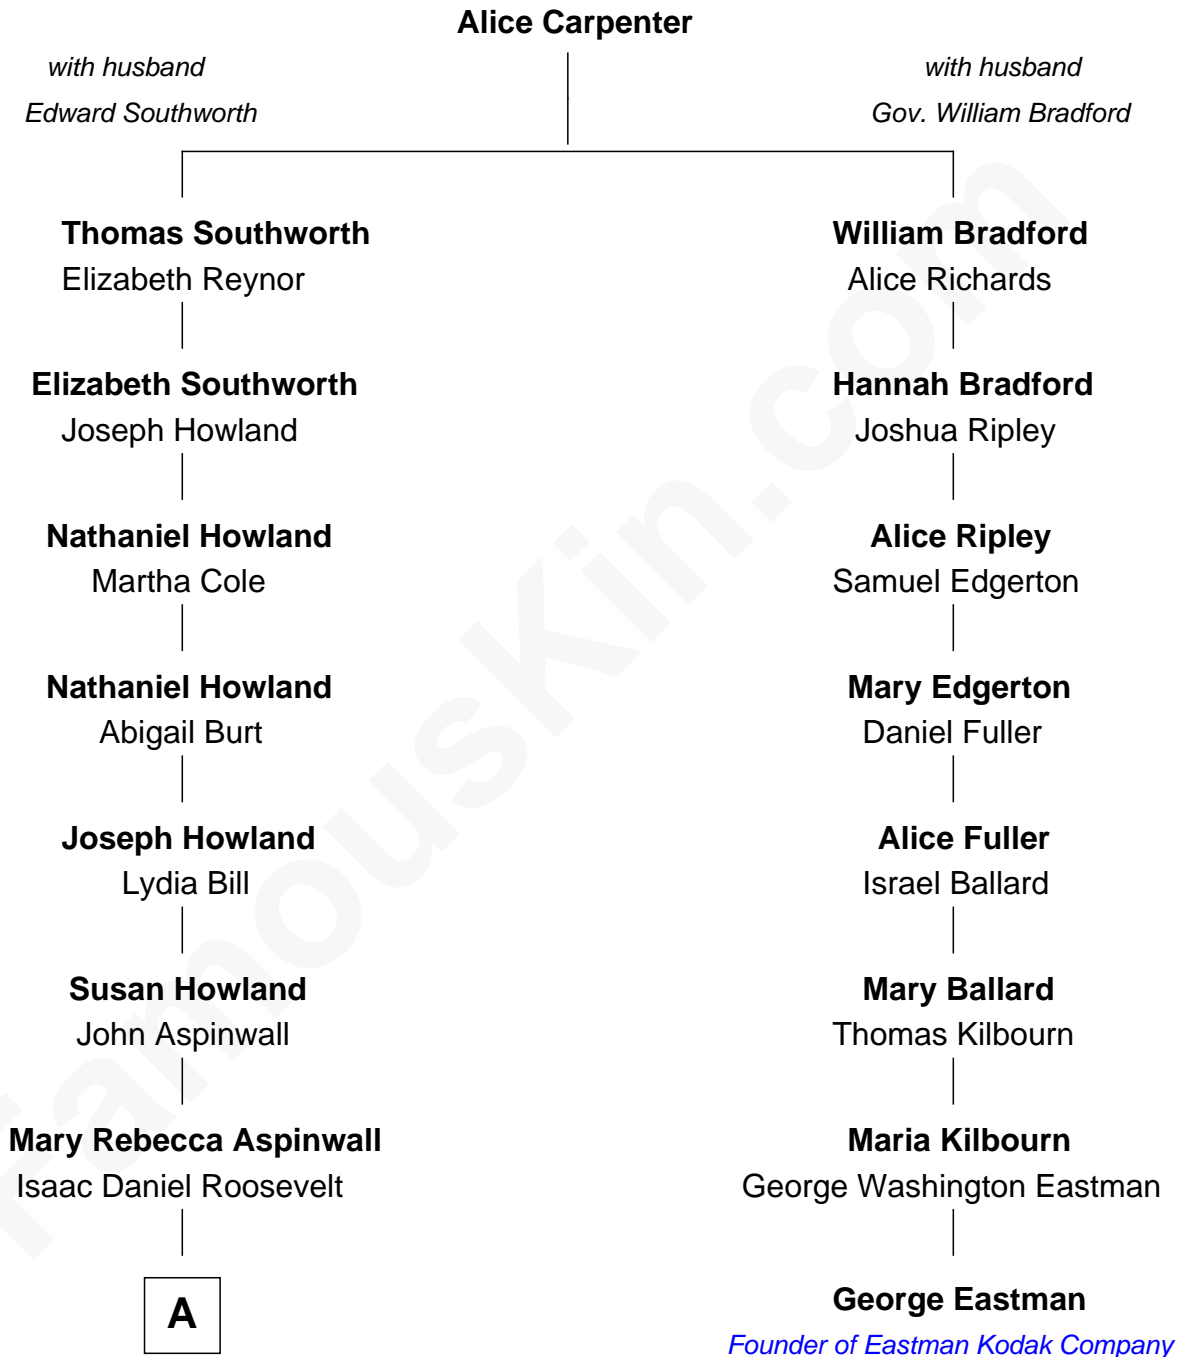 Alice Carpenter
with husband
Edward Southworth
with husband
Gov. William Bradford
Thomas Southworth
Elizabeth Reynor
William Bradford
Alice Richards
Elizabeth Southworth
Joseph Howland
Hannah Bradford
Joshua Ripley
Nathaniel Howland
Martha Cole
Alice Ripley
Samuel Edgerton
Nathaniel Howland
Abigail Burt
Mary Edgerton
Daniel Fuller
Joseph Howland
Lydia Bill
Alice Fuller
Israel Ballard
Susan Howland
John Aspinwall
Mary Ballard
Thomas Kilbourn
Mary Rebecca Aspinwall
Isaac Daniel Roosevelt
Maria Kilbourn
George Washington Eastman
A
George Eastman
Founder of Eastman Kodak Company
FamousKin.com